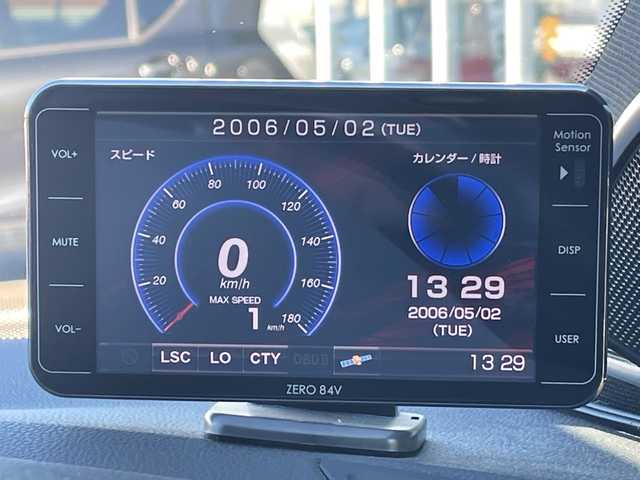 2006/05/02 (TUE)
VOL+
MUTE
VOL-
スピード
20
40
60
80
100
120
140
160
180
0
km/h
MAX SPEED
1 km/h
カレンダー / 時計
13 29
2006/05/02
(TUE)
LSC LO CTY OBDⅡ
13 29
Motion
Sensor
DISP
USER
ZERO 84V